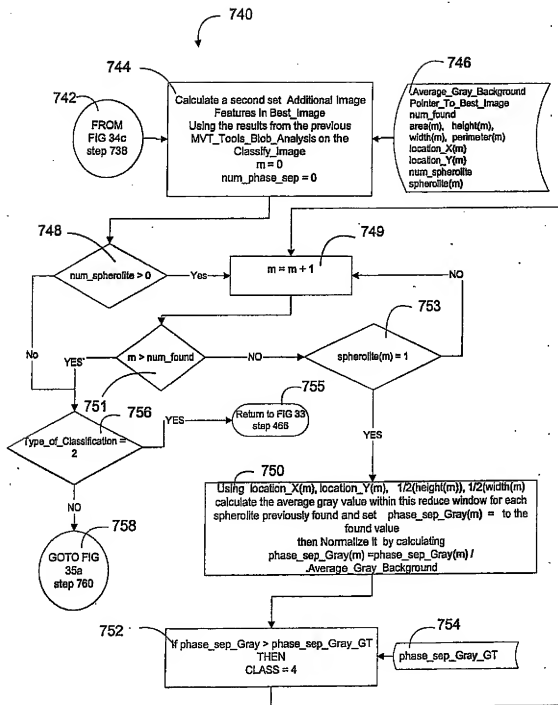 740
744
742
746
FROM
FIG 34c
step 738
Calculate a second set Additional Image
Features in Best_Image
Using the results from the previous
MVT_Tools_Blob_Analysis on the
Classify_Image
m = 0
num_phase_sep = 0
Average_Gray_Background
Pointer_To_Best_Image
num_found
area(m), height(m),
width(m), perimeter(m)
location_X(m)
location_Y(m)
num_spherolite
spherolite(m)
748
749
num_spherolite > 0
Yes
m = m + 1
NO
753
No
YES
m > num_found
NO
spherolite(m) = 1
751
755
756
Type_of_Classification =
2
YES
Return to FIG 33
step 466
YES
NO
750
Using location_X(m), location_Y(m), 1/2(height(m)), 1/2(width(m)
calculate the average gray value within this reduce window for each
spherolite previously found and set phase_sep_Gray(m) = to the
found value
then Normalize it by calculating
phase_sep_Gray(m) =phase_sep_Gray(m) /
Average_Gray_Background
758
GOTO FIG
35a
step 760
752
754
If phase_sep_Gray > phase_sep_Gray_GT
THEN
CLASS = 4
phase_sep_Gray_GT